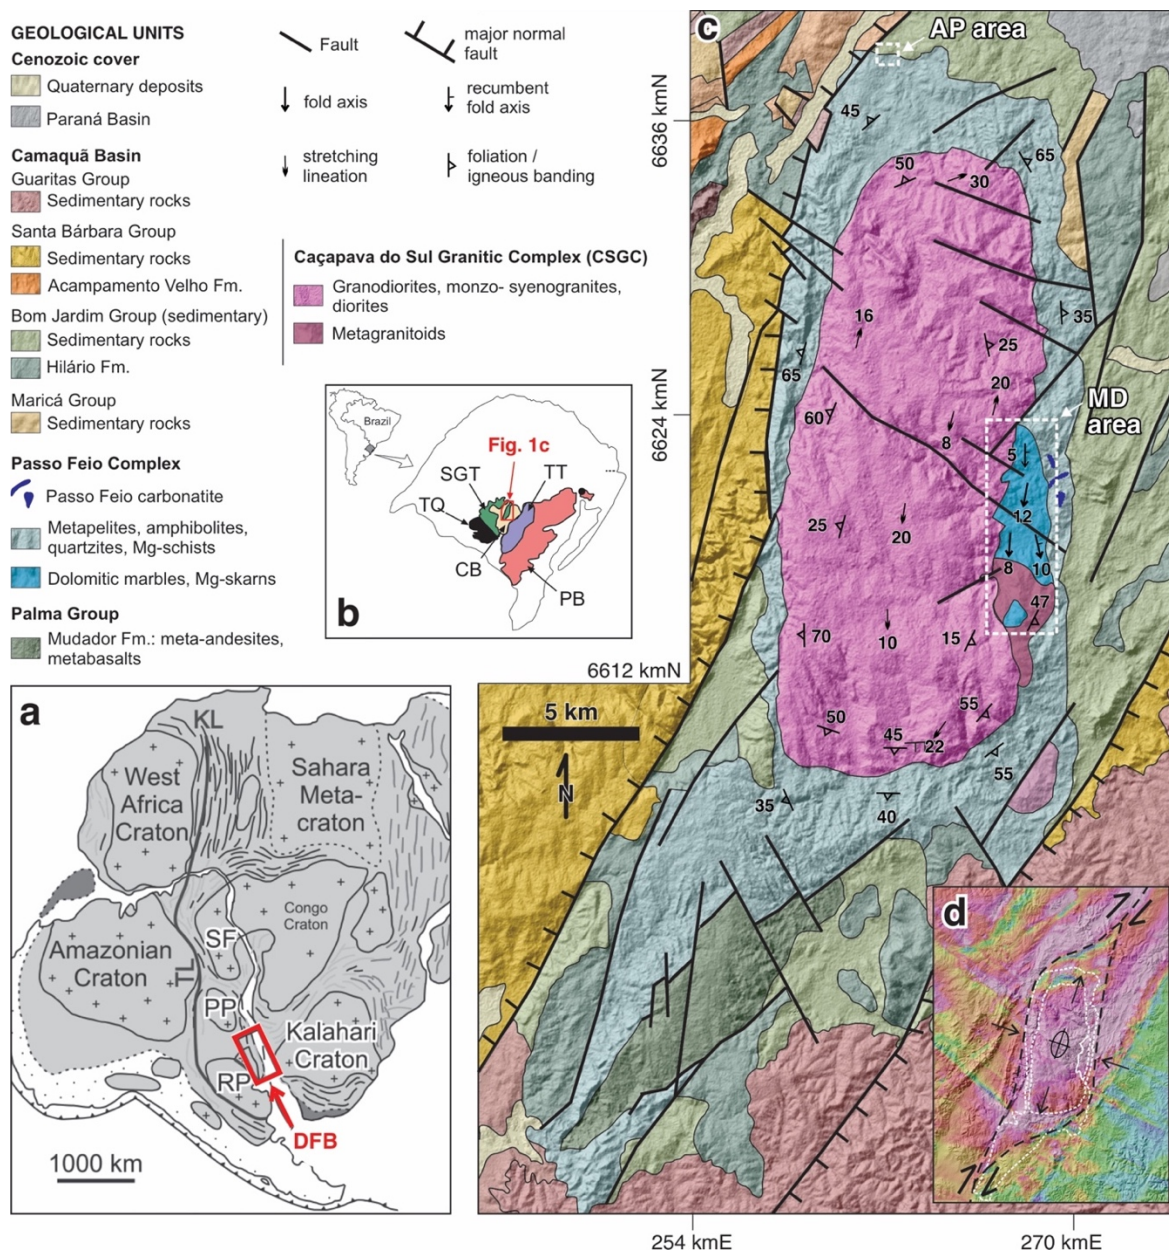 GEOLOGICAL UNITS
Cenozoic cover
Quaternary deposits
Paraná Basin
Camaquã Basin
Guaritas Group
Sedimentary rocks
Santa Bárbara Group
Sedimentary rocks
Acampamento Velho Fm.
Bom Jardim Group (sedimentary)
Sedimentary rocks
Hilário Fm.
Maricá Group
Sedimentary rocks
Passo Feio Complex
Passo Feio carbonatite
Metapelites, amphibolites,
quartzites, Mg-schists
Dolomitic marbles, Mg-skarns
Palma Group
Mudador Fm.: meta-andesites,
metabasalts
Fault
major normal
fault
fold axis
recumbent
fold axis
stretching
lineation
foliation /
igneous banding
Caçapava do Sul Granitic Complex (CSGC)
Granodiorites, monzo- syenogranites,
diorites
Metagranitoids
b
Brazil
Fig. 1c
SGT
TT
TQ
CB
PB
a
KL
West
Africa
Craton
Sahara
Meta-
craton
Congo
Craton
SF
Amazonian
Craton
TL
PP
Kalahari
Craton
RP
DFB
1000 km
c
AP area
6636 kmN
6624 kmN
6612 kmN
45
65
50
30
16
35
25
65
20
60
MD
area
8
5
12
25
20
8
10
47
70
10
15
55
50
45
22
55
35
40
5 km
N
d
254 kmE
270 kmE